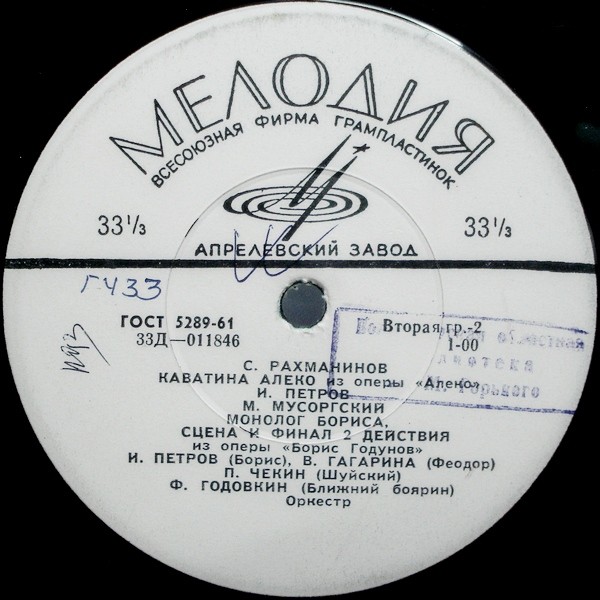 МЕЛОДИЯ
ВСЕСОЮЗНАЯ ФИРМА ГРАМПЛАСТИНОК
33⅓ 33⅓
АПРЕЛЕВСКИЙ ЗАВОД
ГЧ33
ГОСТ 5289-61 Вторая гр.-2
33Д—011846 1-00
областная
С. РАХМАНИНОВ
КАВАТИНА АЛЕКО из оперы «Алеко»
И. ПЕТРОВ
М. МУСОРГСКИЙ
МОНОЛОГ БОРИСА,
СЦЕНА И ФИНАЛ 2 ДЕЙСТВИЯ
из оперы «Борис Годунов»
И. ПЕТРОВ (Борис), В. ГАГАРИНА (Феодор)
П. ЧЕКИН (Шуйский)
Ф. ГОДОВКИН (Ближний боярин)
Оркестр